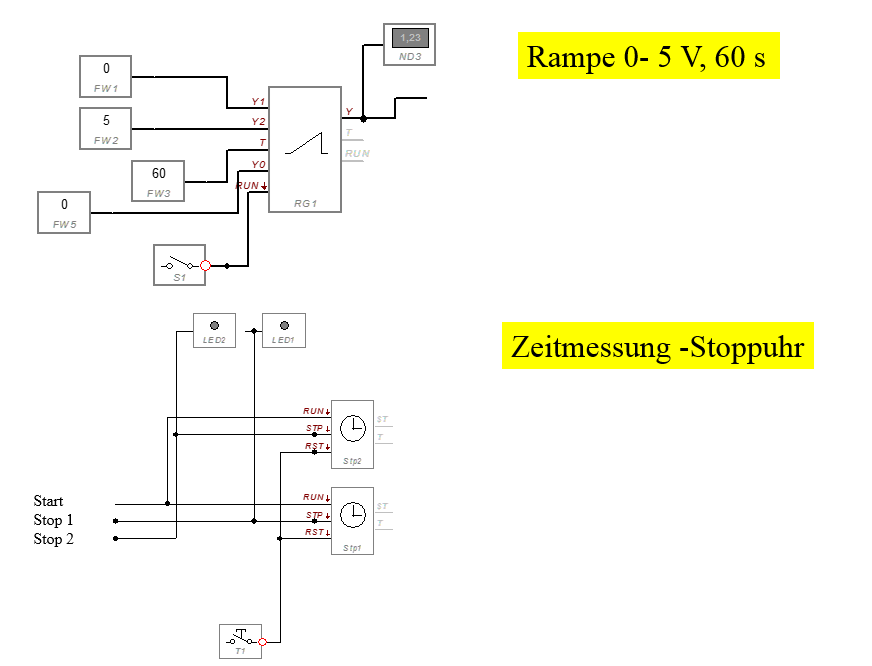 1,23
ND3
Rampe 0- 5 V, 60 s
0
FW1
5
FW2
60
FW3
0
FW5
Y1
Y2
T
Y0
RUN
RG1
Y
T
RUN
S1
LED2
LED1
Zeitmessung -Stoppuhr
RUN
STP
RST
Stp2
ST
T
Start
Stop 1
Stop 2
RUN
STP
RST
Stp1
ST
T
T1